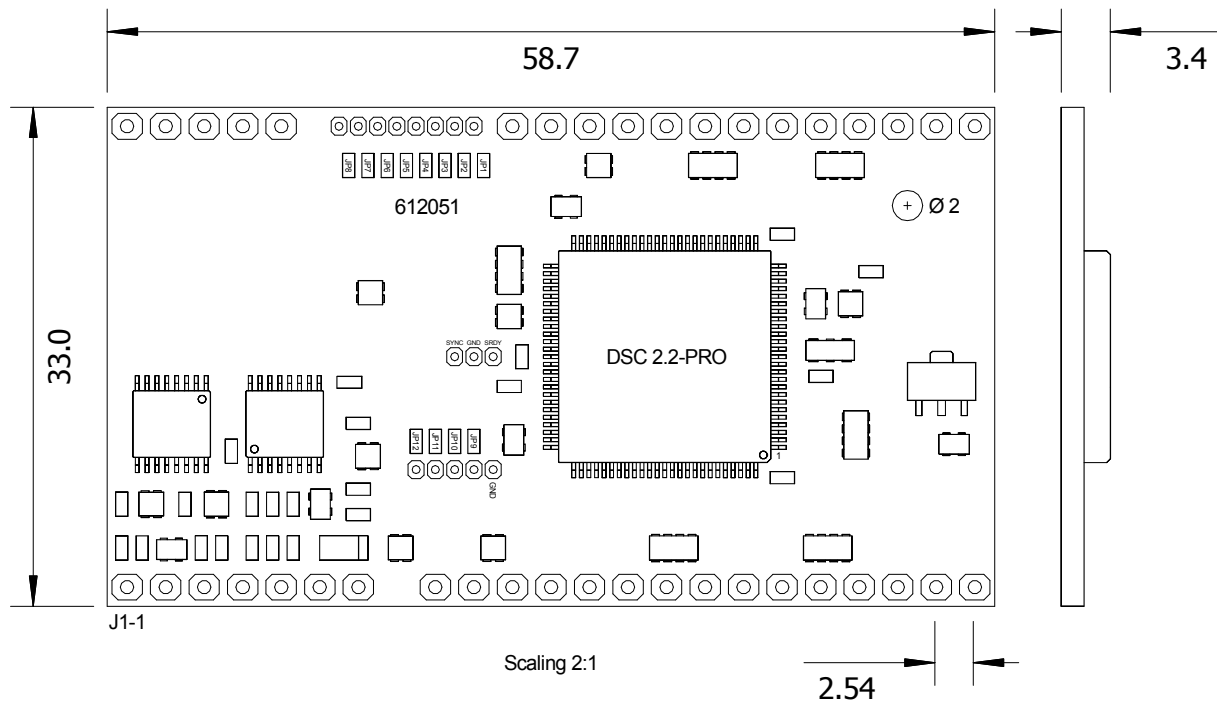 58.7
3.4
JP8 JP7 JP6 JP5 JP4 JP3 JP2 JP1
612051
Ø 2
33.0
SYNC GND SRDY
DSC 2.2-PRO
JP12 JP11 JP10 JP9
1
GND
J1-1
Scaling 2:1
2.54